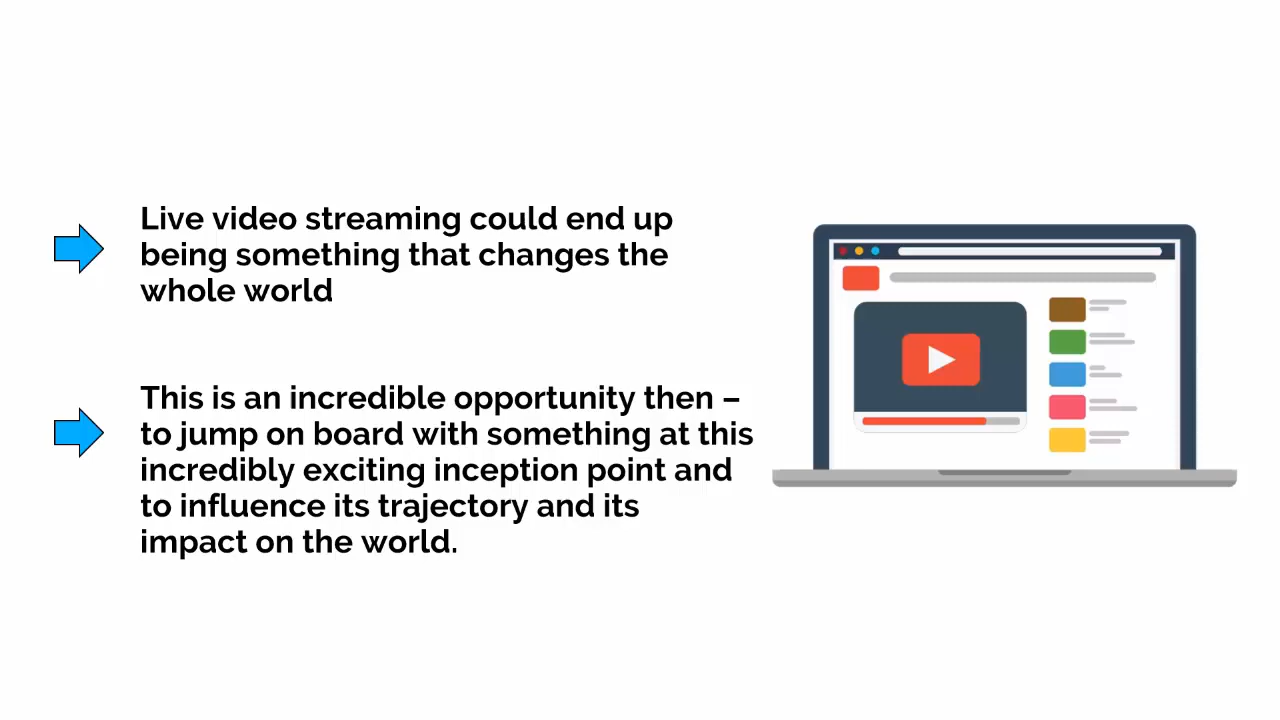 Live video streaming could end up
being something that changes the
whole world
This is an incredible opportunity then –
to jump on board with something at this
incredibly exciting inception point and
to influence its trajectory and its
impact on the world.